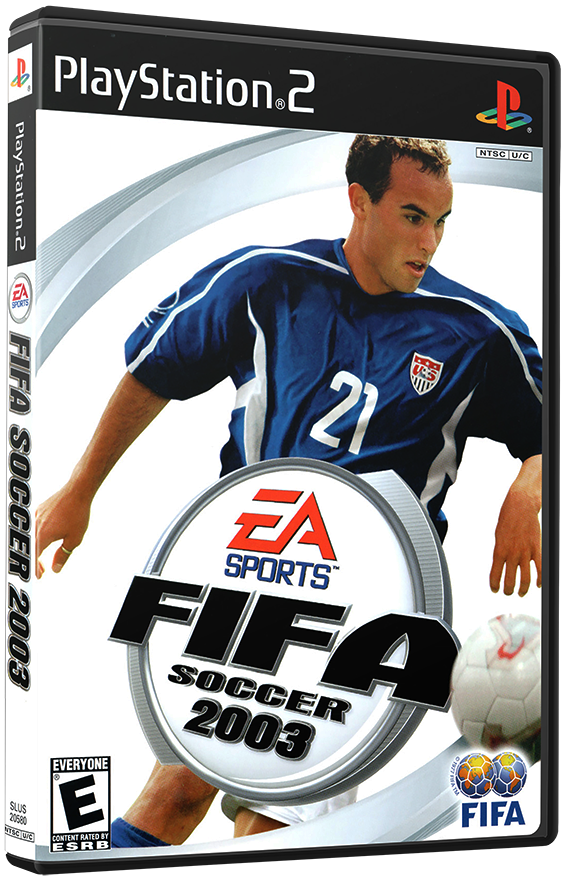 PlayStation®2
NTSC U/C
PlayStation®2
EA
SPORTS
FIFA SOCCER 2003
SLUS
20580
NTSC U/C
21
US
EA
SPORTS™
FIFA
SOCCER
2003
EVERYONE
E
®
CONTENT RATED BY
ESRB
FIFA